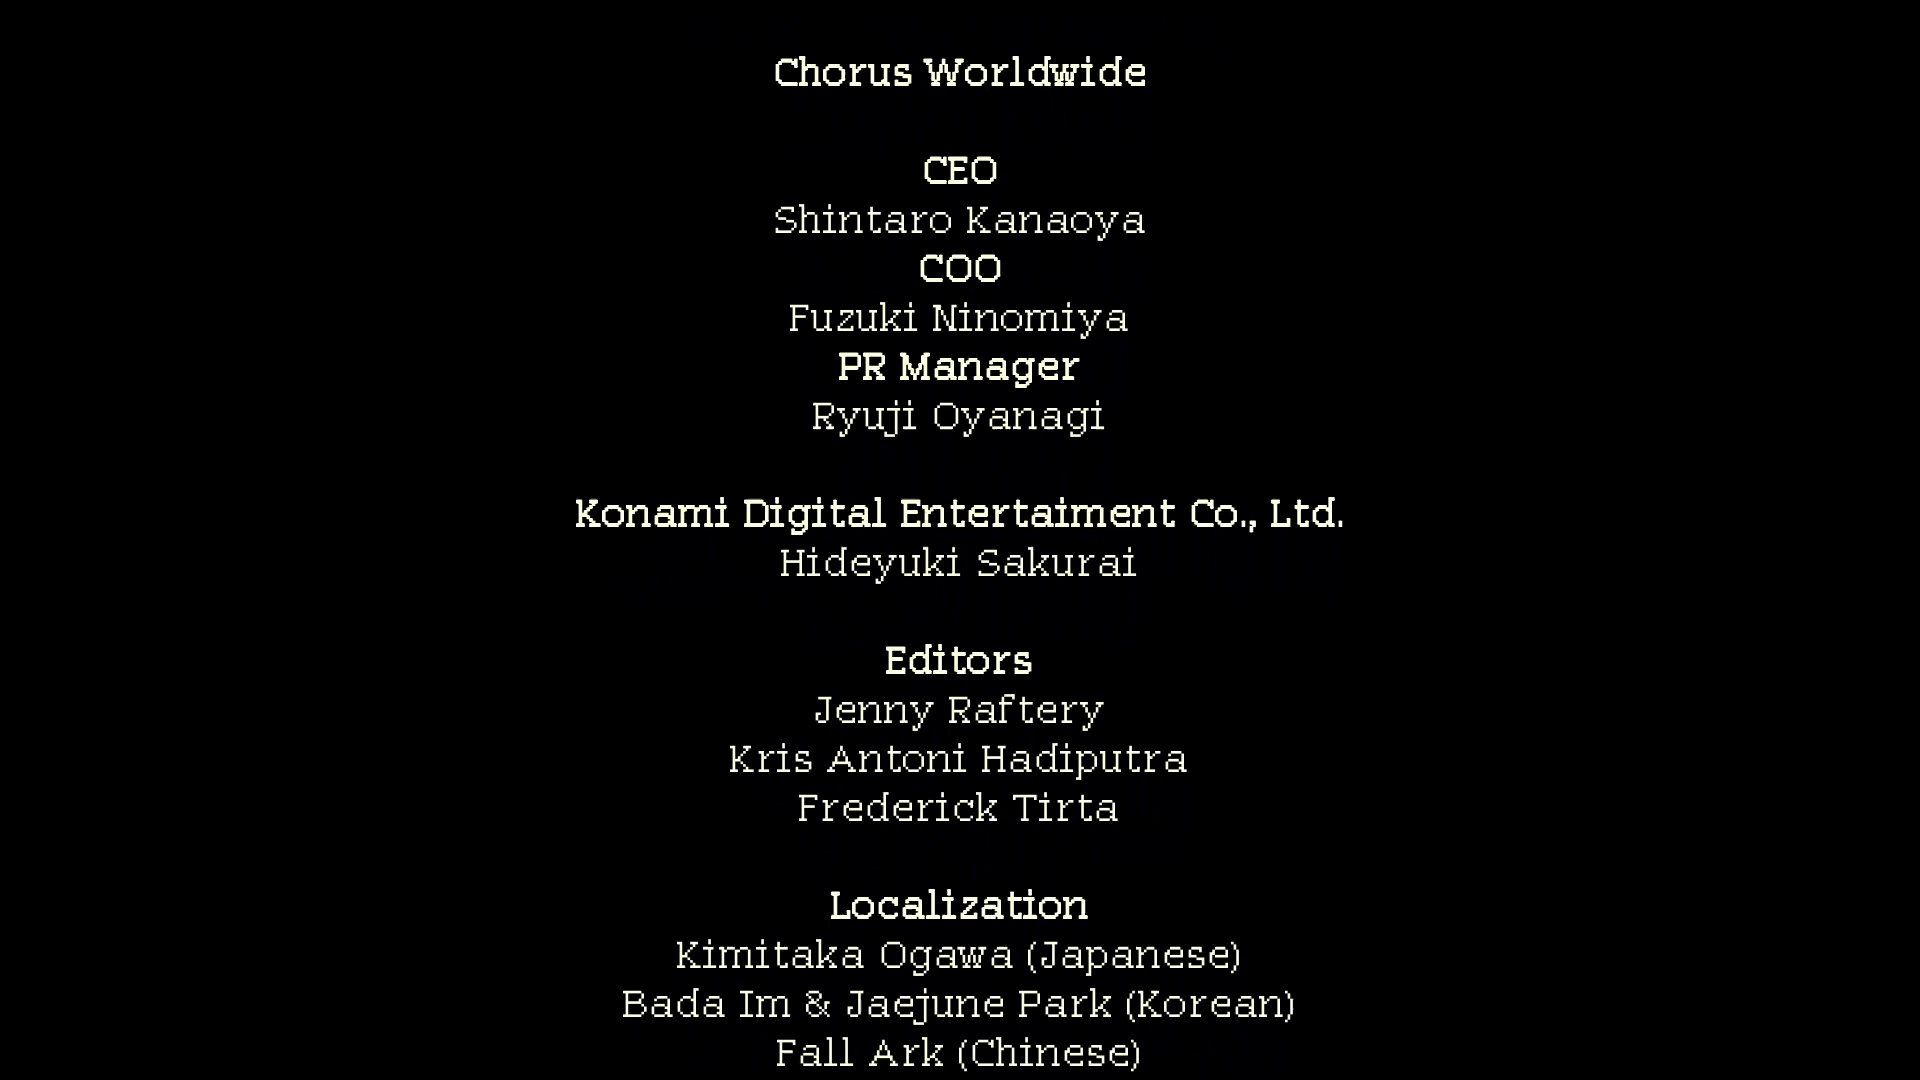 Chorus Worldwide
CEO
Shintaro Kanaoya
COO
Fuzuki Ninomiya
PR Manager
Ryuji Oyanagi
Konami Digital Entertaiment Co., Ltd.
Hideyuki Sakurai
Editors
Jenny Raftery
Kris Antoni Hadiputra
Frederick Tirta
Localization
Kimitaka Ogawa (Japanese)
Bada Im & Jaejune Park (Korean)
Fall Ark (Chinese)